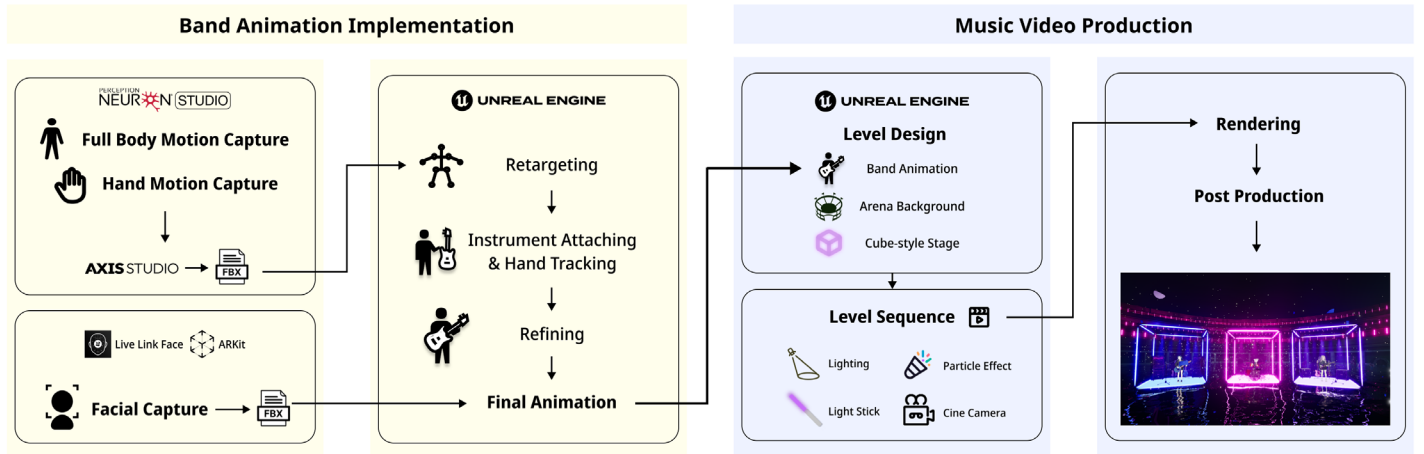 Band Animation Implementation
PERCEPTION
NEURON STUDIO
Full Body Motion Capture
Hand Motion Capture
AXIS STUDIO
FBX
Live Link Face
ARKit
Facial Capture
FBX
UNREAL ENGINE
Retargeting
Instrument Attaching
& Hand Tracking
Refining
Final Animation
Music Video Production
UNREAL ENGINE
Level Design
Band Animation
Arena Background
Cube-style Stage
Level Sequence
Lighting
Particle Effect
Light Stick
Cine Camera
Rendering
Post Production